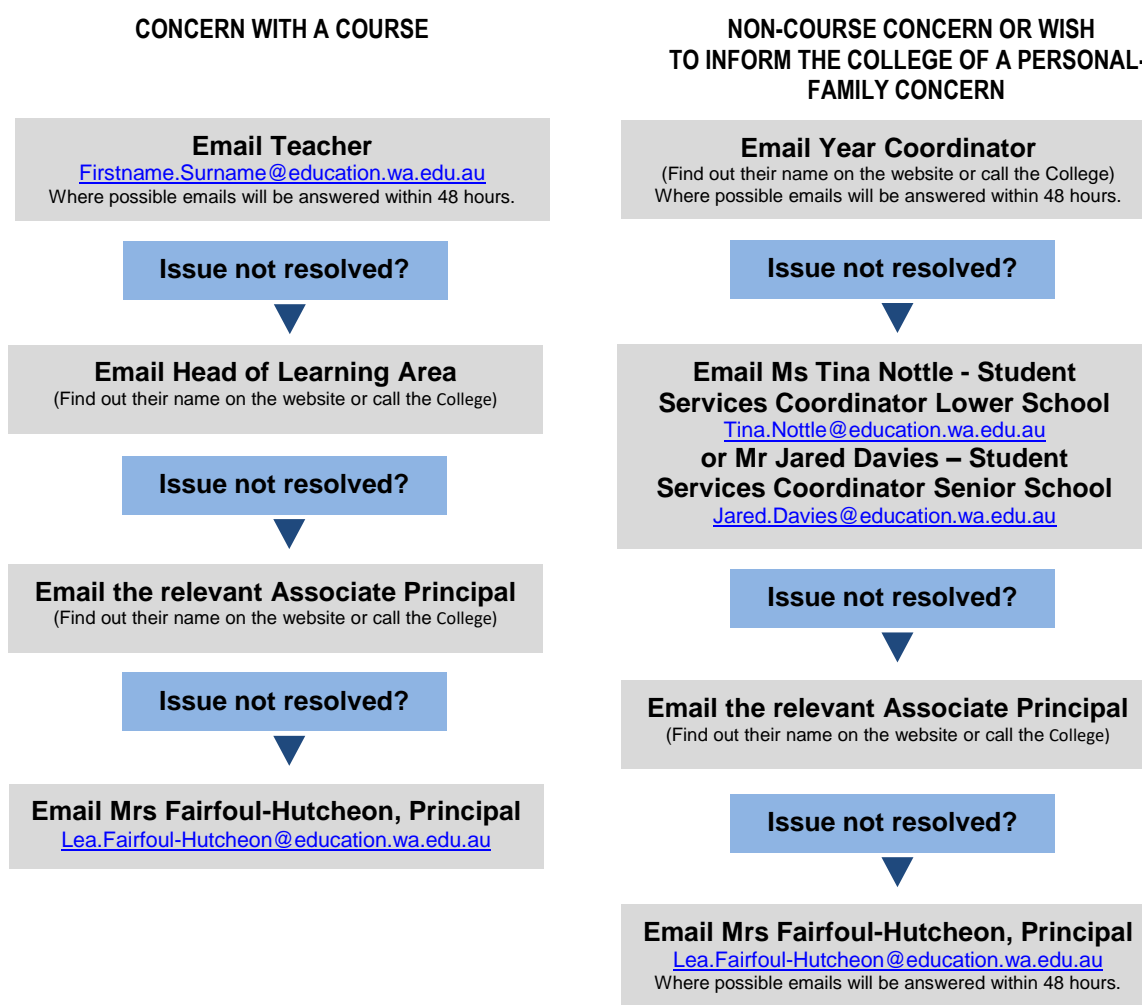 CONCERN WITH A COURSE
Email Teacher
Firstname.Surname@education.wa.edu.au
Where possible emails will be answered within 48 hours.
Issue not resolved?
Email Head of Learning Area
(Find out their name on the website or call the College)
Issue not resolved?
Email the relevant Associate Principal
(Find out their name on the website or call the College)
Issue not resolved?
Email Mrs Fairfoul-Hutcheon, Principal
Lea.Fairfoul-Hutcheon@education.wa.edu.au
NON-COURSE CONCERN OR WISH
TO INFORM THE COLLEGE OF A PERSONAL-
FAMILY CONCERN
Email Year Coordinator
(Find out their name on the website or call the College)
Where possible emails will be answered within 48 hours.
Issue not resolved?
Email Ms Tina Nottle - Student
Services Coordinator Lower School
Tina.Nottle@education.wa.edu.au
or Mr Jared Davies – Student
Services Coordinator Senior School
Jared.Davies@education.wa.edu.au
Issue not resolved?
Email the relevant Associate Principal
(Find out their name on the website or call the College)
Issue not resolved?
Email Mrs Fairfoul-Hutcheon, Principal
Lea.Fairfoul-Hutcheon@education.wa.edu.au
Where possible emails will be answered within 48 hours.